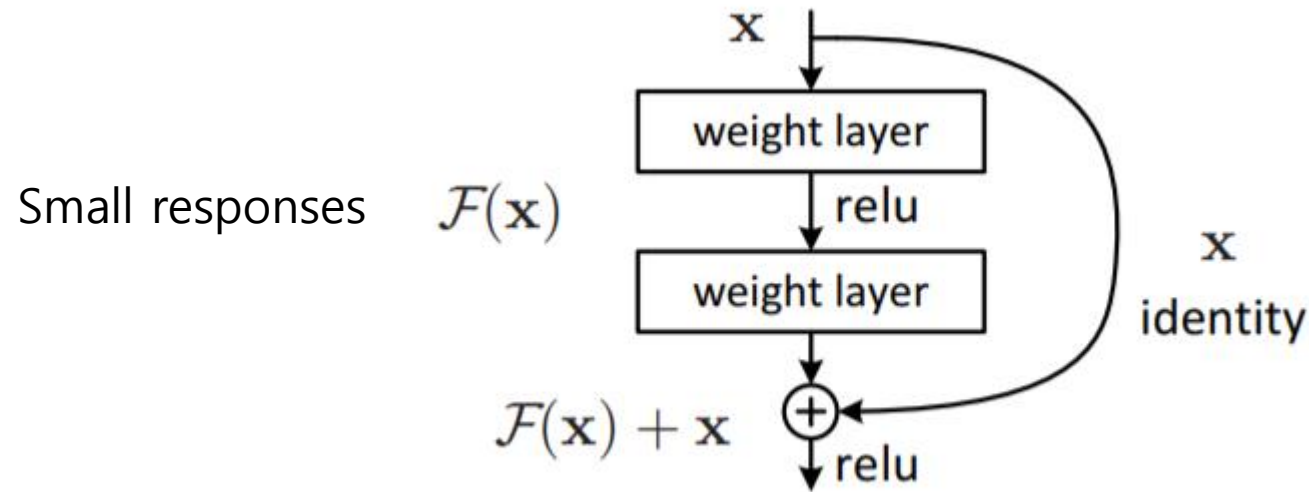 x
weight layer
Small responses
F(x)
relu
x
weight layer
identity
F(x) + x
+
relu